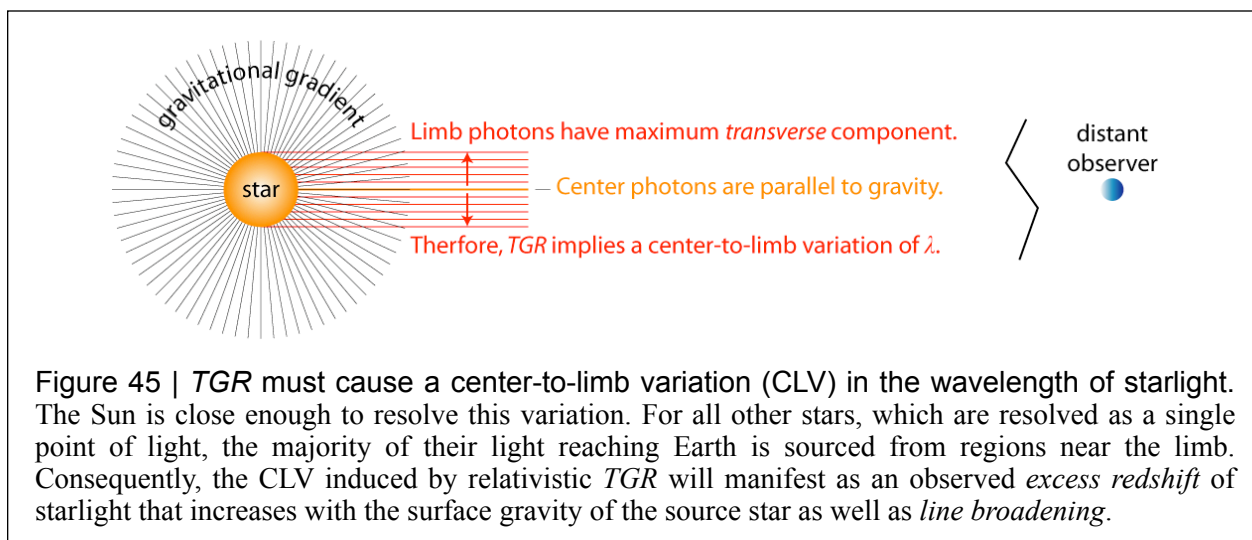 gravitational gradient
Limb photons have maximum transverse component.
star
Center photons are parallel to gravity.
distant
observer
Therfore, TGR implies a center-to-limb variation of λ.
Figure 45 | TGR must cause a center-to-limb variation (CLV) in the wavelength of starlight.
The Sun is close enough to resolve this variation. For all other stars, which are resolved as a single
point of light, the majority of their light reaching Earth is sourced from regions near the limb.
Consequently, the CLV induced by relativistic TGR will manifest as an observed excess redshift of
starlight that increases with the surface gravity of the source star as well as line broadening.